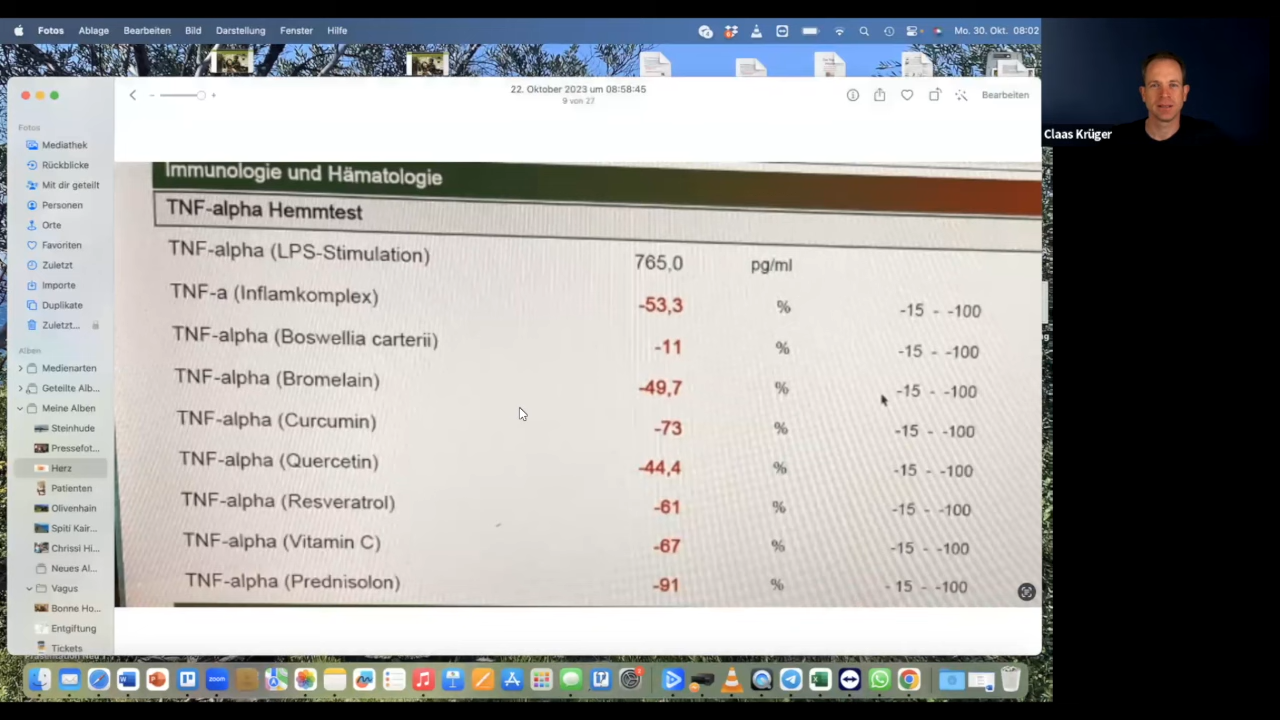 Fotos Ablage Bearbeiten Bild Darstellung Fenster Hilfe
Mo. 30. Okt. 08:02
22. Oktober 2023 um 08:58:45
9 von 27
Bearbeiten
Claas Krüger
Fotos
Mediathek
Rückblicke
Mit dir geteilt
Personen
Orte
Favoriten
Zuletzt
Importe
Duplikate
Zuletzt...
Alben
Medienarten
Geteilte Alb...
Meine Alben
Steinhude
Pressefot...
Herz
Patienten
Olivenhain
Spiti Kair...
Chrissi Hi...
Neues Al...
Vagus
Bonne Ho...
Entgiftung
Tickets
Immunologie und Hämatologie
TNF-alpha Hemmtest
TNF-alpha (LPS-Stimulation) 765,0 pg/ml
TNF-a (Inflamkomplex) -53,3 % -15 - -100
TNF-alpha (Boswellia carterii) -11 % -15 - -100
TNF-alpha (Bromelain) -49,7 % -15 - -100
TNF-alpha (Curcumin) -73 % -15 - -100
TNF-alpha (Quercetin) -44,4 % -15 - -100
TNF-alpha (Resveratrol) -61 % -15 - -100
TNF-alpha (Vitamin C) -67 % -15 - -100
TNF-alpha (Prednisolon) -91 % - 15 - -100
zoom